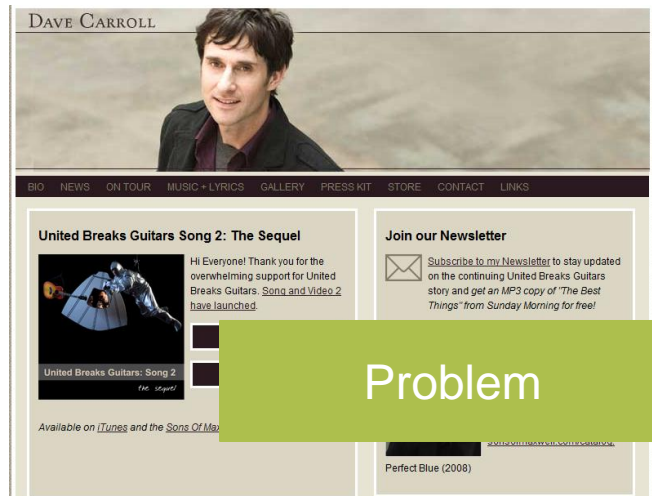 DAVE CARROLL
BIO NEWS ON TOUR MUSIC + LYRICS GALLERY PRESS KIT STORE CONTACT LINKS
United Breaks Guitars Song 2: The Sequel
Hi Everyone! Thank you for the
overwhelming support for United
Breaks Guitars. Song and Video 2
have launched.
United Breaks Guitars: Song 2
the sequel
Available on iTunes and the Sons Of Max
Join our Newsletter
Subscribe to my Newsletter to stay updated
on the continuing United Breaks Guitars
story and get an MP3 copy of "The Best
Things" from Sunday Morning for free!
Problem
Perfect Blue (2008)